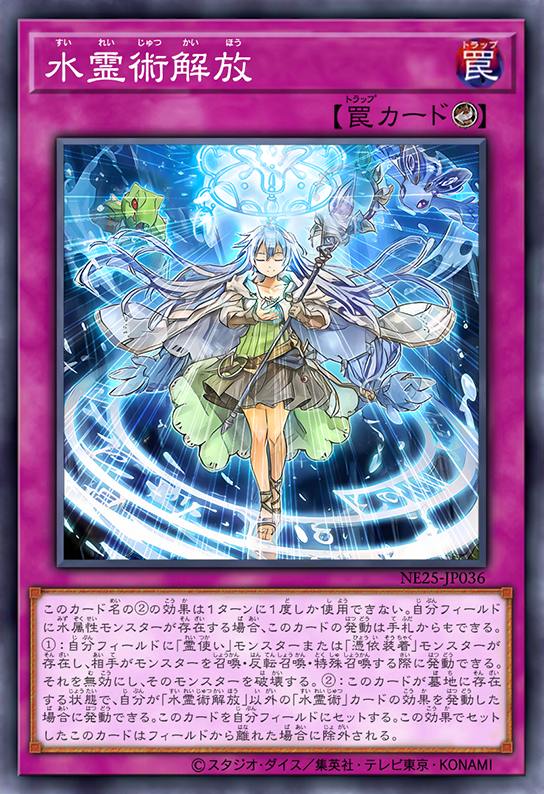 水霊術解放
罠
【罠カード】
NE25-JP036
このカード名の②の効果は1ターンに1度しか使用できない。自分フィールド
に水属性モンスターが存在する場合、このカードの発動は手札からもできる。
①:自分フィールドに「霊使い」モンスターまたは「憑依装着」モンスターが
存在し、相手がモンスターを召喚・反転召喚・特殊召喚する際に発動できる。
それを無効にし、そのモンスターを破壊する。②:このカードが墓地に存在
する状態で、自分が「水霊術解放」以外の「水霊術」カードの効果を発動した
場合に発動できる。このカードを自分フィールドにセットする。この効果でセット
したこのカードはフィールドから離れた場合に除外される。
©スタジオ・ダイス/集英社・テレビ東京・KONAMI